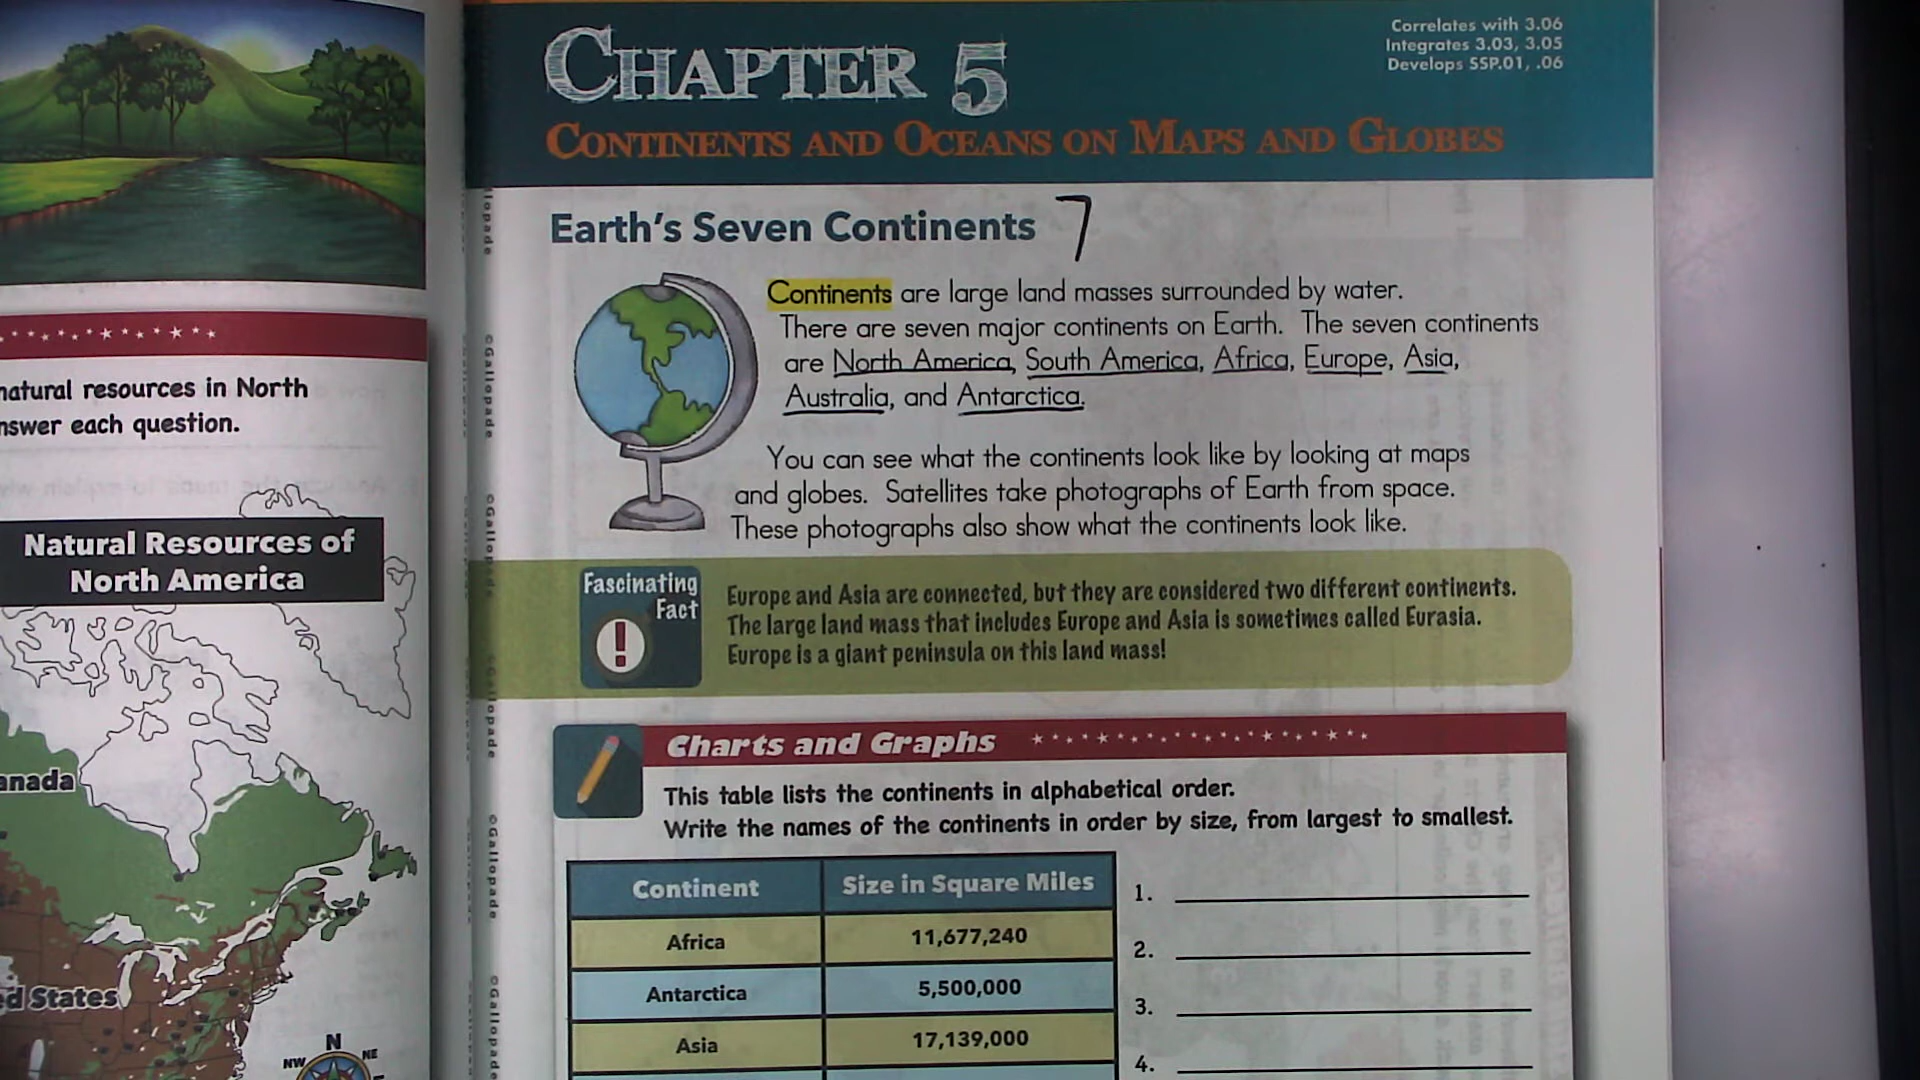 natural resources in North
nswer each question.
Natural Resources of
North America
anada
d States
N
NW
NE
©Gallopade
©Gallopade
©Gallopade
©Gallopade
Correlates with 3.06
Integrates 3.03, 3.05
Develops SSP.01, .06
CHAPTER 5
CONTINENTS AND OCEANS ON MAPS AND GLOBES
Earth's Seven Continents 7
Continents are large land masses surrounded by water.
There are seven major continents on Earth. The seven continents
are North America, South America, Africa, Europe, Asia,
Australia, and Antarctica.
You can see what the continents look like by looking at maps
and globes. Satellites take photographs of Earth from space.
These photographs also show what the continents look like.
Fascinating
Fact
!
Europe and Asia are connected, but they are considered two different continents.
The large land mass that includes Europe and Asia is sometimes called Eurasia.
Europe is a giant peninsula on this land mass!
Charts and Graphs
This table lists the continents in alphabetical order.
Write the names of the continents in order by size, from largest to smallest.
Continent Size in Square Miles
Africa 11,677,240
Antarctica 5,500,000
Asia 17,139,000
1.
2.
3.
4.